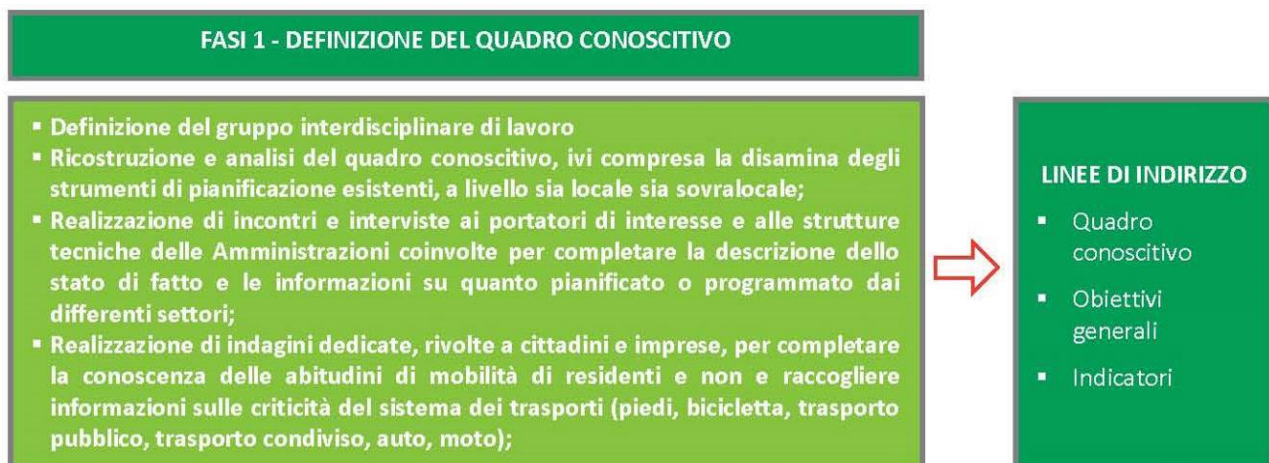 FASI 1 - DEFINIZIONE DEL QUADRO CONOSCITIVO
▪ Definizione del gruppo interdisciplinare di lavoro
▪ Ricostruzione e analisi del quadro conoscitivo, ivi compresa la disamina degli
strumenti di pianificazione esistenti, a livello sia locale sia sovralocale;
▪ Realizzazione di incontri e interviste ai portatori di interesse e alle strutture
tecniche delle Amministrazioni coinvolte per completare la descrizione dello
stato di fatto e le informazioni su quanto pianificato o programmato dai
differenti settori;
▪ Realizzazione di indagini dedicate, rivolte a cittadini e imprese, per completare
la conoscenza delle abitudini di mobilità di residenti e non e raccogliere
informazioni sulle criticità del sistema dei trasporti (piedi, bicicletta, trasporto
pubblico, trasporto condiviso, auto, moto);
LINEE DI INDIRIZZO
▪ Quadro
conoscitivo
▪ Obiettivi
generali
▪ Indicatori